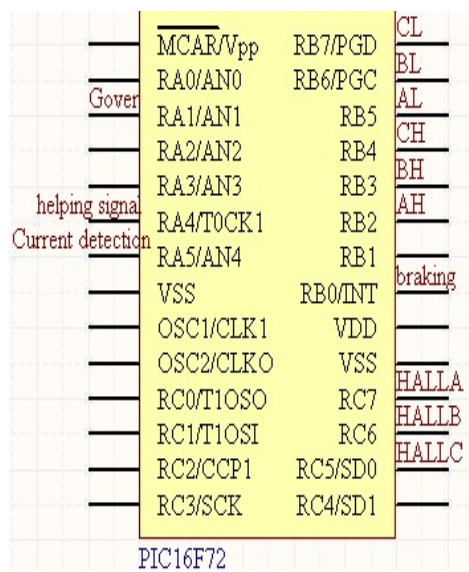 CL
MCAR/Vpp RB7/PGD
BL
RA0/AN0 RB6/PGC
Gover AL
RA1/AN1 RB5
CH
RA2/AN2 RB4
BH
RA3/AN3 RB3
helping signal AH
RA4/T0CK1 RB2
Current detection
RA5/AN4 RB1
braking
VSS RB0/INT
OSC1/CLK1 VDD
OSC2/CLKO VSS
HALLA
RC0/T1OSO RC7
HALLB
RC1/T1OSI RC6
HALLC
RC2/CCP1 RC5/SD0
RC3/SCK RC4/SD1
PIC16F72